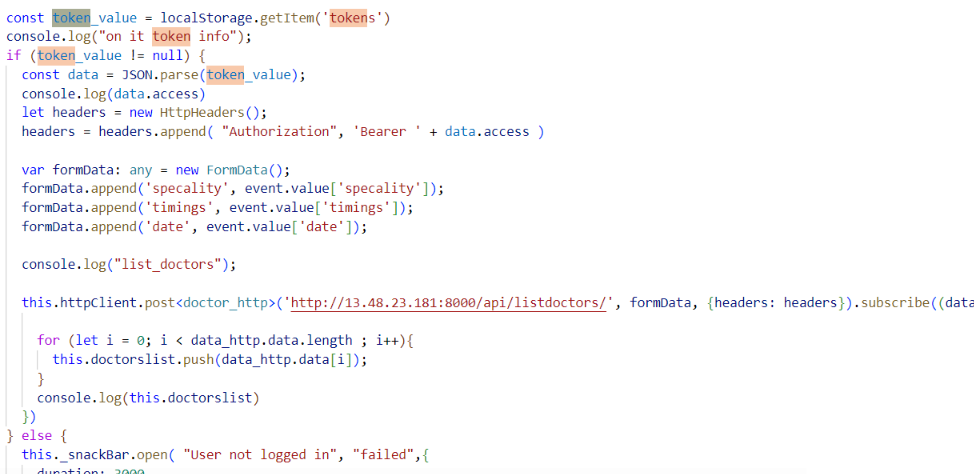 const token_value = localStorage.getItem('tokens')
console.log("on it token info");
if (token_value != null) {
const data = JSON.parse(token_value);
console.log(data.access)
let headers = new HttpHeaders();
headers = headers.append( "Authorization", 'Bearer ' + data.access )
var formData: any = new FormData();
formData.append('specality', event.value['specality']);
formData.append('timings', event.value['timings']);
formData.append('date', event.value['date']);
console.log("list_doctors");
this.httpClient.post<doctor_http>('http://13.48.23.181:8000/api/listdoctors/', formData, {headers: headers}).subscribe((data
for (let i = 0; i < data_http.data.length ; i++){
this.doctorslist.push(data_http.data[i]);
}
console.log(this.doctorslist)
})
} else {
this._snackBar.open( "User not logged in", "failed",{
duration: 3000